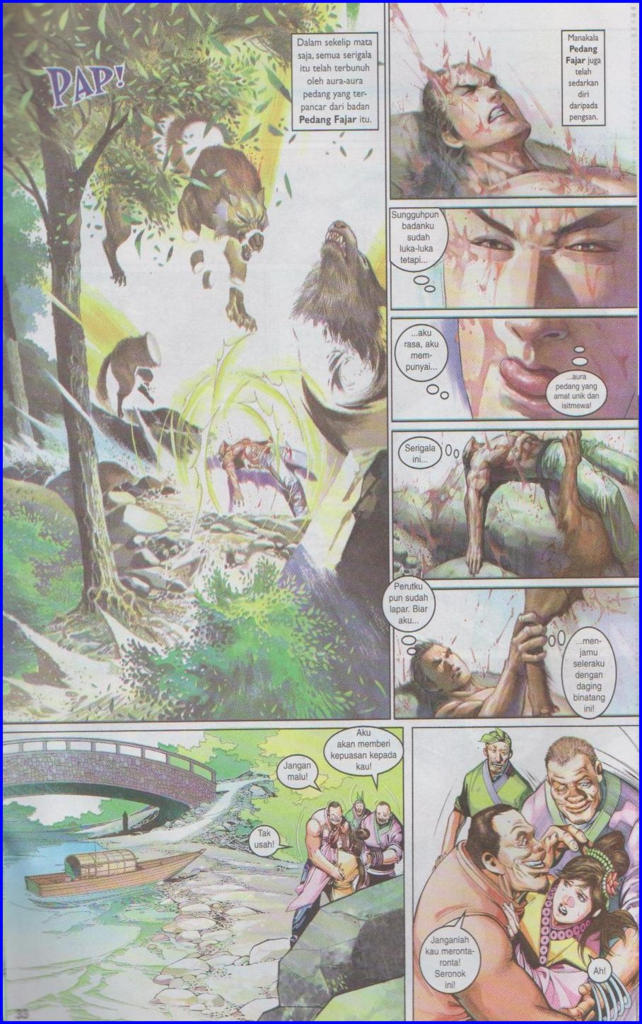 PAP!
Dalam sekelip mata
saja, semua serigala
itu telah terbunuh
oleh aura-aura
pedang yang ter-
pancar dari badan
Pedang Fajar itu.
Manakala
Pedang
Fajar juga
telah
sedarkan
diri
daripada
pengsan.
Sungguhpun
badanku
sudah
luka-luka
tetapi...
...aku
rasa, aku
mem-
punyai...
...aura
pedang yang
amat unik dan
isitmewa!
Serigala
ini...
Perutku
pun sudah
lapar. Biar
aku...
...men-
jamu
seleraku
dengan
daging
binatang
ini!
Jangan
malu!
Aku
akan memberi
kepuasan kepada
kau!
Tak
usah!
Janganlah
kau meronta-
ronta!
Seronok
ini!
Ah!
33